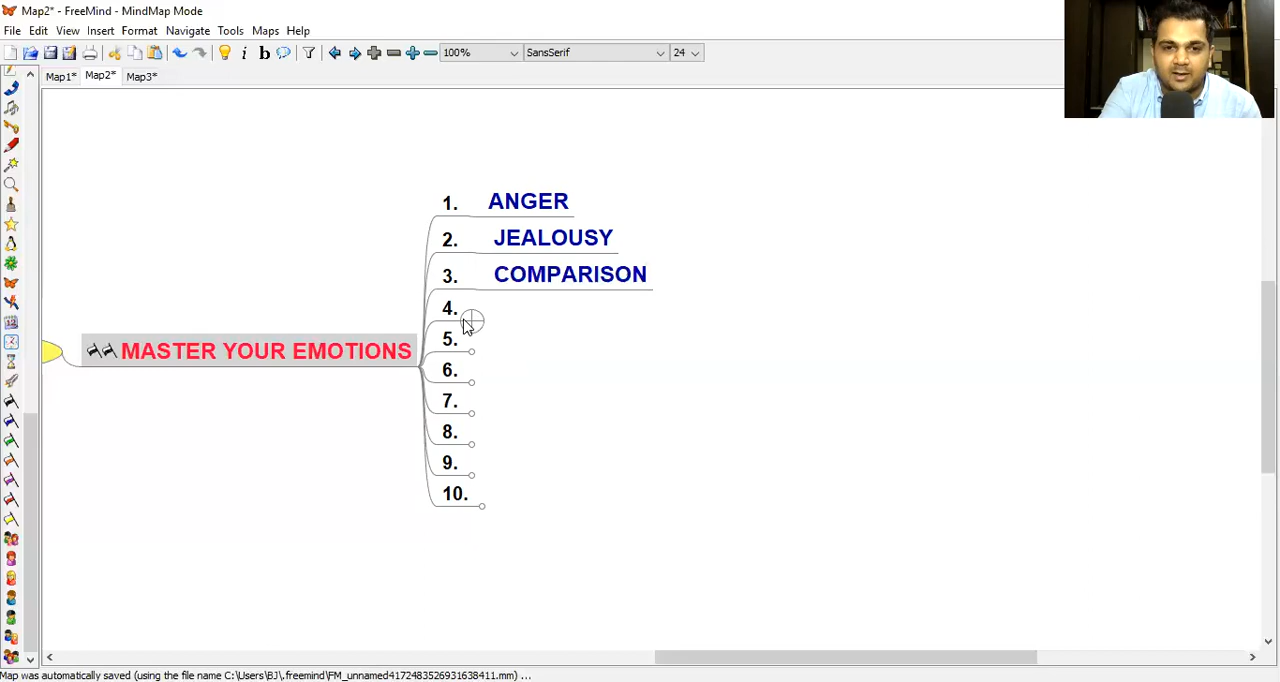 Map2* - FreeMind - MindMap Mode
File Edit View Insert Format Navigate Tools Maps Help
100% SansSerif 24
Map1* Map2* Map3*
1. ANGER
2. JEALOUSY
3. COMPARISON
4.
5.
MASTER YOUR EMOTIONS
6.
7.
8.
9.
10.
Map was automatically saved (using the file name C:\Users\BJ\.freemind\FM_unnamed4172483526931638411.mm) ...